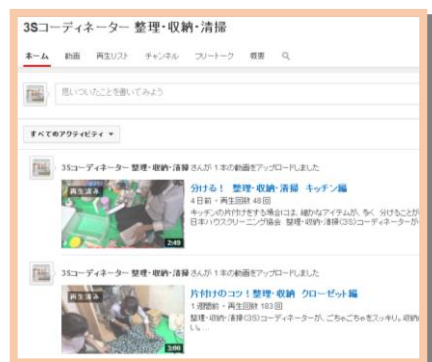 3Sコーディネーター 整理・収納・清掃
ホーム 動画 再生リスト チャンネル フリートーク 概要
思いついたことを書いてみよう
すべてのアクティビティ
3Sコーディネーター 整理・収納・清掃 さんが 1 本の動画をアップロードしました
再生済み
分ける！ 整理・収納・清掃 キッチン編
4 日前・再生回数 48 回
キッチンの片付けをする場合には、細かなアイテムが、多く、分けることが
日本ハウスクリーニング協会 整理・収納・清掃(3S)コーディネーターが
2:49
3Sコーディネーター 整理・収納・清掃 さんが 1 本の動画をアップロードしました
再生済み
片付けのコツ！整理・収納 クローゼット編
1 週間前・再生回数 183 回
整理・収納・清掃(3S)コーディネーターが、ごちゃごちゃをスッキリ。収納
い。...
3:00